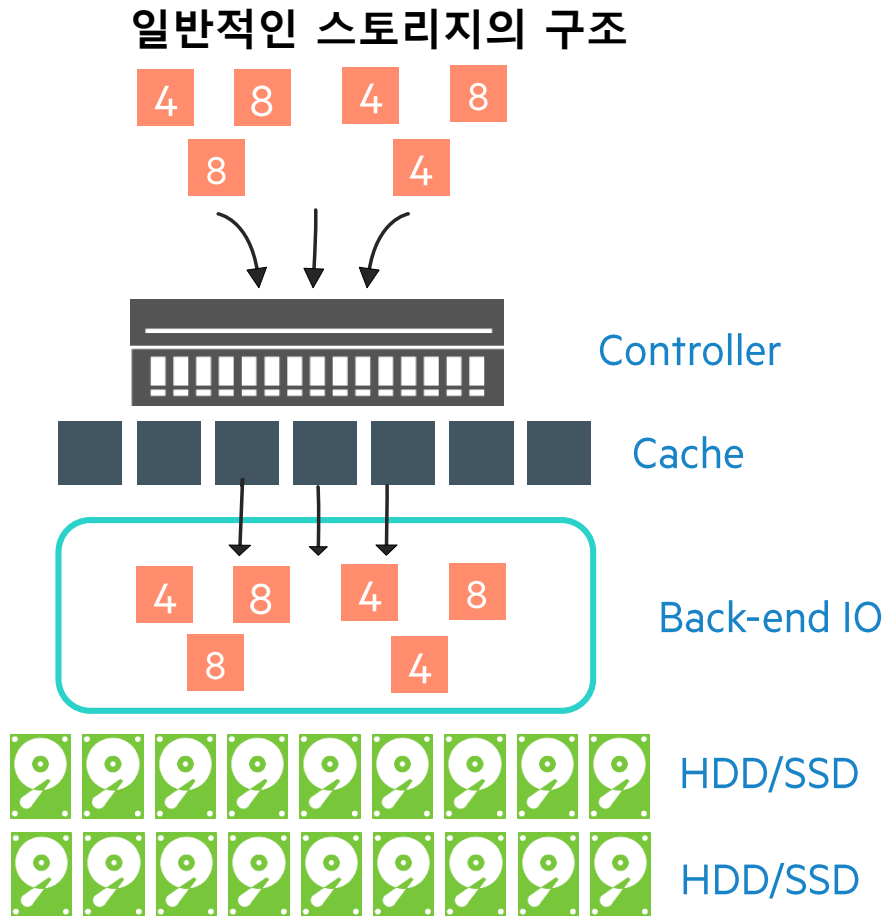 일반적인 스토리지의 구조
4 8 4 8
8 4
Controller
Cache
4 8 4 8
8 4
Back-end IO
HDD/SSD
HDD/SSD